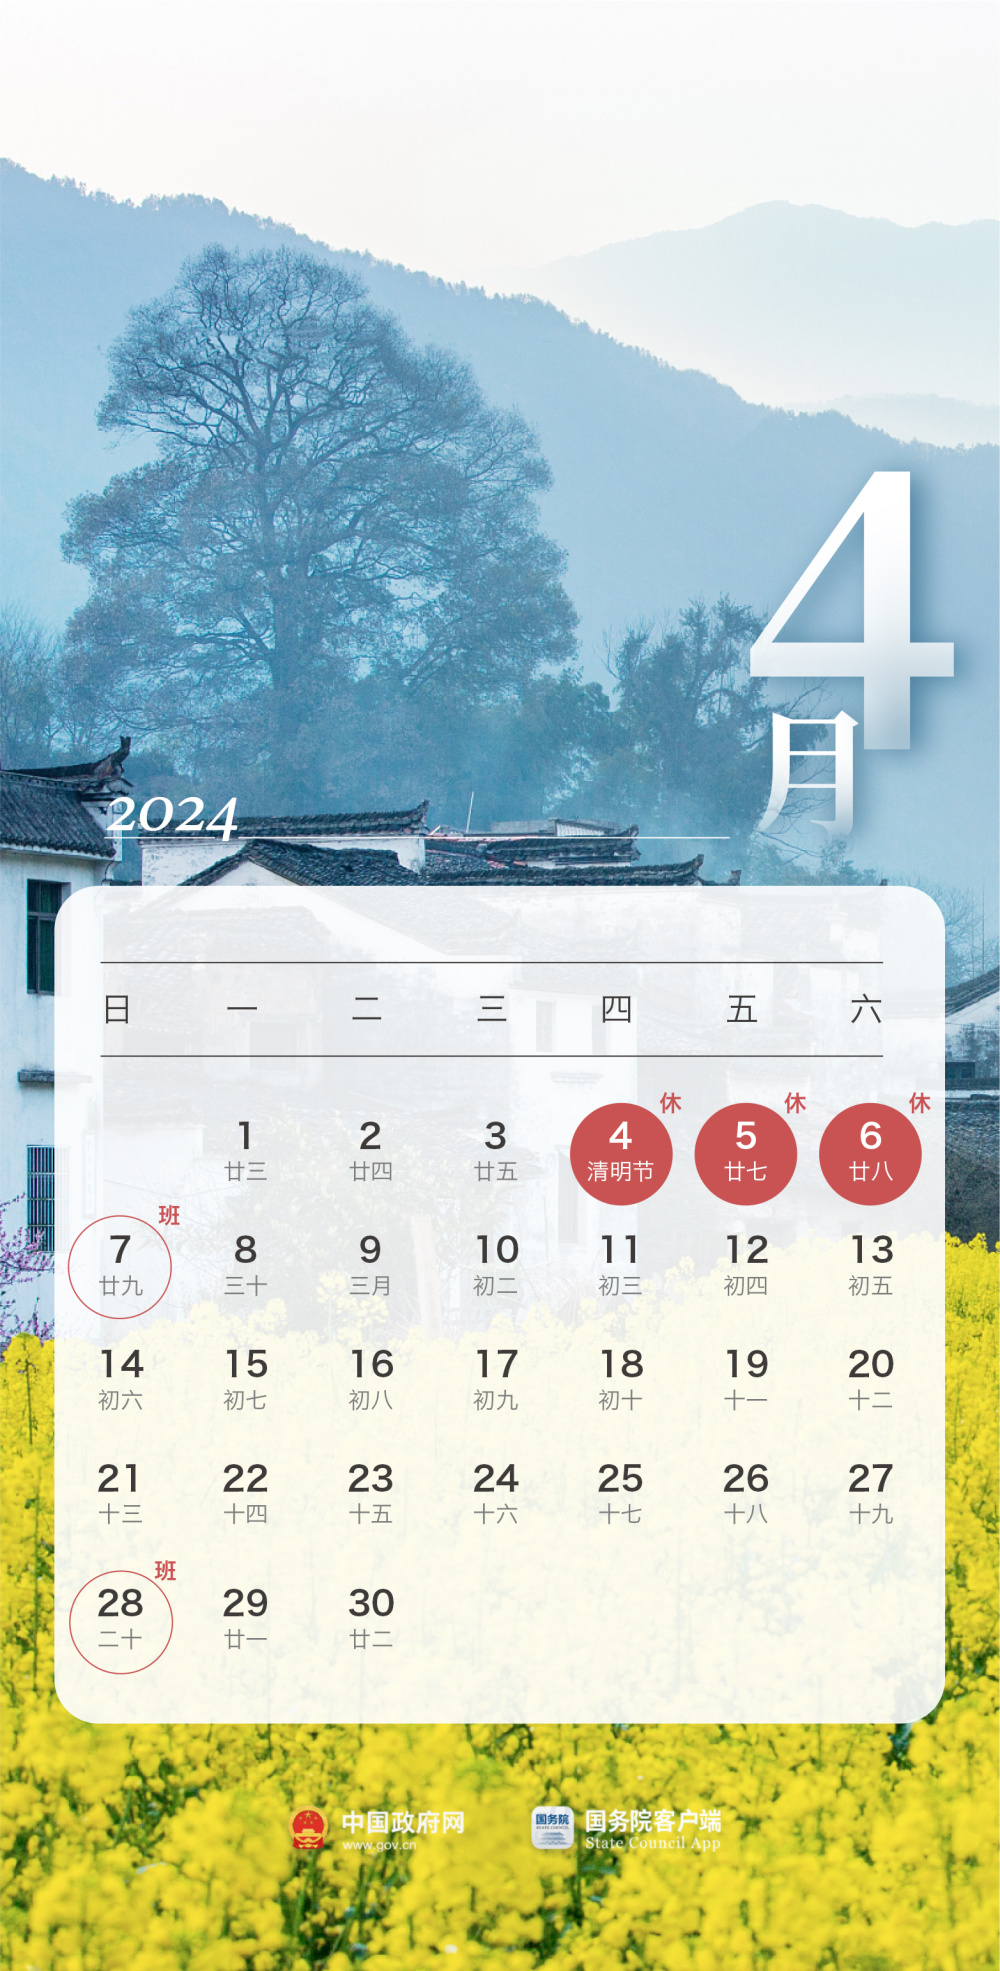 4
月
2024
日 一 二 三 四 五 六
休 休 休
1 2 3 4 5 6
廿三 廿四 廿五 清明节 廿七 廿八
班
7 8 9 10 11 12 13
廿九 三十 三月 初二 初三 初四 初五
14 15 16 17 18 19 20
初六 初七 初八 初九 初十 十一 十二
21 22 23 24 25 26 27
十三 十四 十五 十六 十七 十八 十九
班
28 29 30
二十 廿一 廿二
中国政府网 国务院 国务院客户端
www.gov.cn STATE COUNCIL State Council App